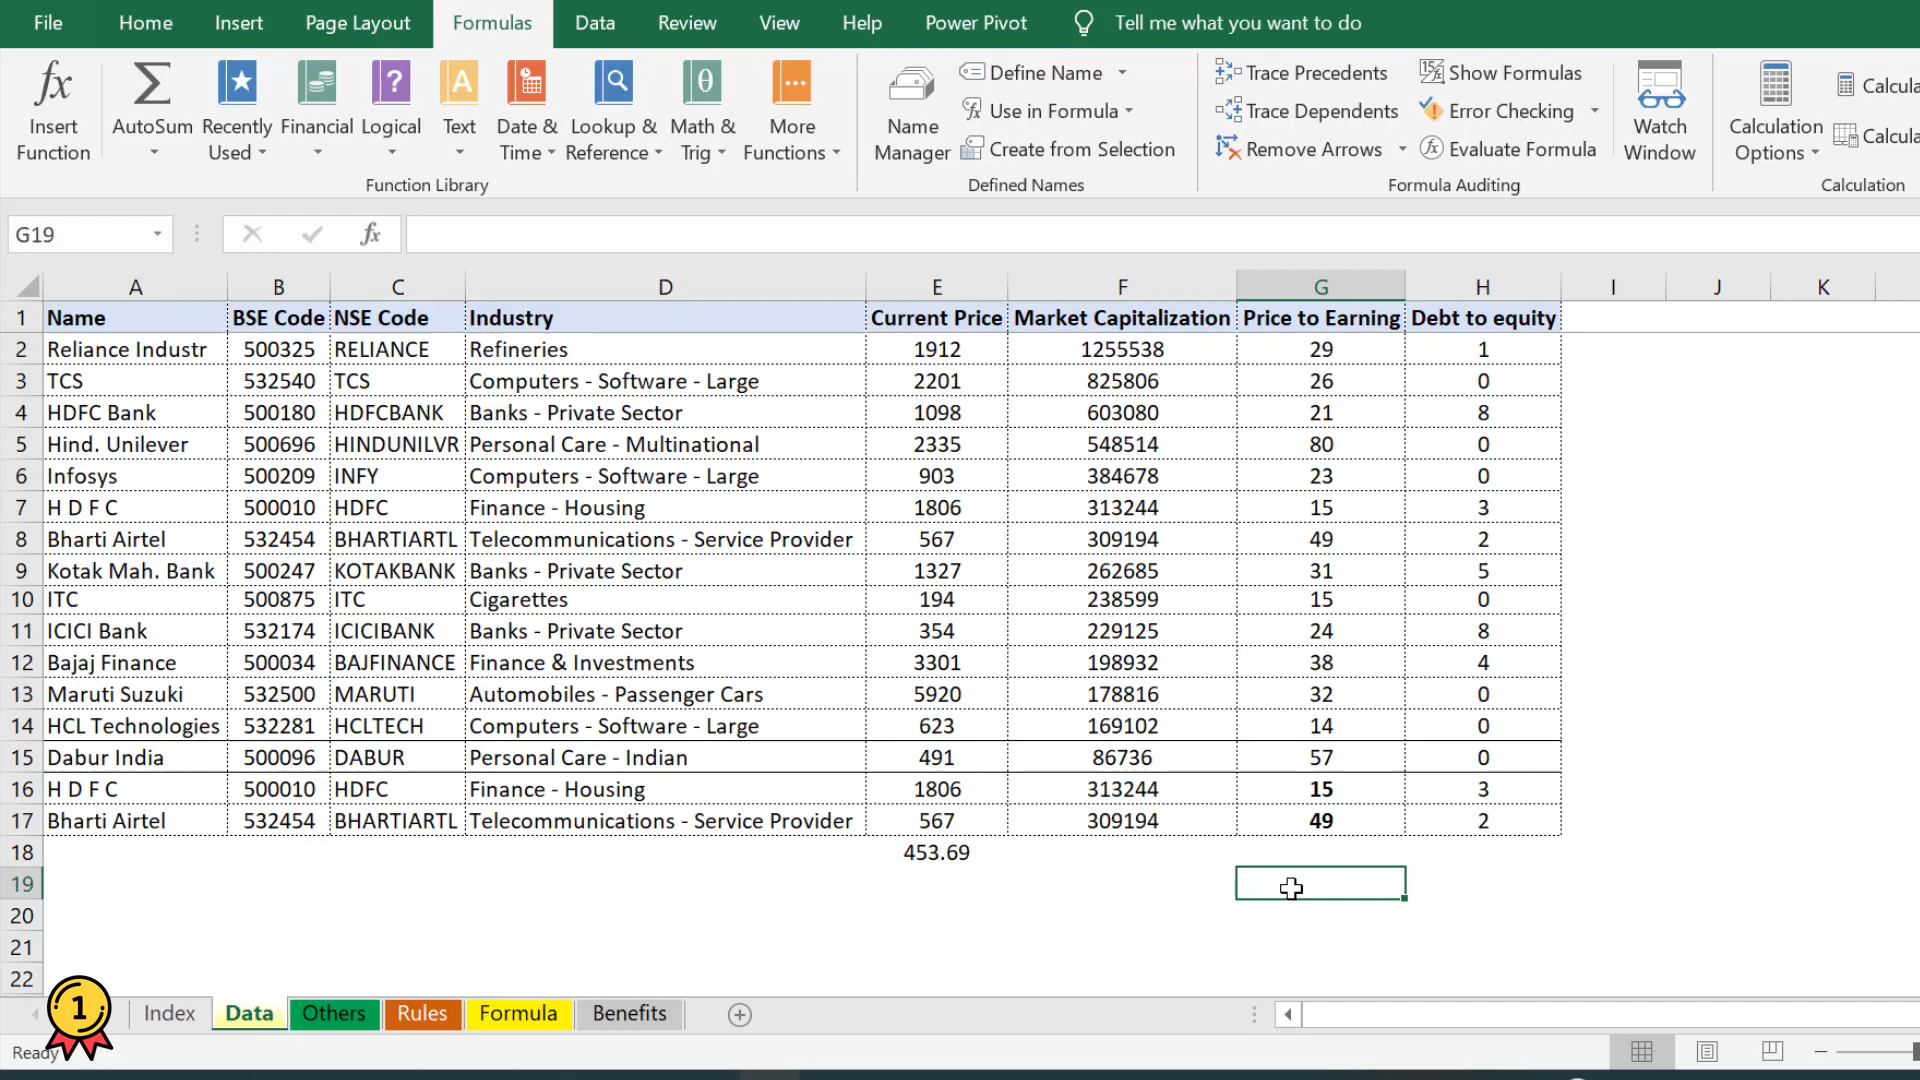 File Home Insert Page Layout Formulas Data Review View Help Power Pivot Tell me what you want to do
fx Σ ? A θ
Insert Function AutoSum Recently Used Financial Logical Text Date & Time Lookup & Reference Math & Trig More Functions
Function Library
Name Manager
Define Name
Use in Formula
Create from Selection
Defined Names
Trace Precedents Show Formulas
Trace Dependents Error Checking
Remove Arrows Evaluate Formula
Formula Auditing
Watch Window
Calculation Options
Calcula
Calcula
Calculation
G19 fx
A B C D E F G H I J K
1 Name BSE Code NSE Code Industry Current Price Market Capitalization Price to Earning Debt to equity
2 Reliance Industr 500325 RELIANCE Refineries 1912 1255538 29 1
3 TCS 532540 TCS Computers - Software - Large 2201 825806 26 0
4 HDFC Bank 500180 HDFCBANK Banks - Private Sector 1098 603080 21 8
5 Hind. Unilever 500696 HINDUNILVR Personal Care - Multinational 2335 548514 80 0
6 Infosys 500209 INFY Computers - Software - Large 903 384678 23 0
7 H D F C 500010 HDFC Finance - Housing 1806 313244 15 3
8 Bharti Airtel 532454 BHARTIARTL Telecommunications - Service Provider 567 309194 49 2
9 Kotak Mah. Bank 500247 KOTAKBANK Banks - Private Sector 1327 262685 31 5
10 ITC 500875 ITC Cigarettes 194 238599 15 0
11 ICICI Bank 532174 ICICIBANK Banks - Private Sector 354 229125 24 8
12 Bajaj Finance 500034 BAJFINANCE Finance & Investments 3301 198932 38 4
13 Maruti Suzuki 532500 MARUTI Automobiles - Passenger Cars 5920 178816 32 0
14 HCL Technologies 532281 HCLTECH Computers - Software - Large 623 169102 14 0
15 Dabur India 500096 DABUR Personal Care - Indian 491 86736 57 0
16 H D F C 500010 HDFC Finance - Housing 1806 313244 15 3
17 Bharti Airtel 532454 BHARTIARTL Telecommunications - Service Provider 567 309194 49 2
18 453.69
19
20
21
22
1 Index Data Others Rules Formula Benefits
Ready